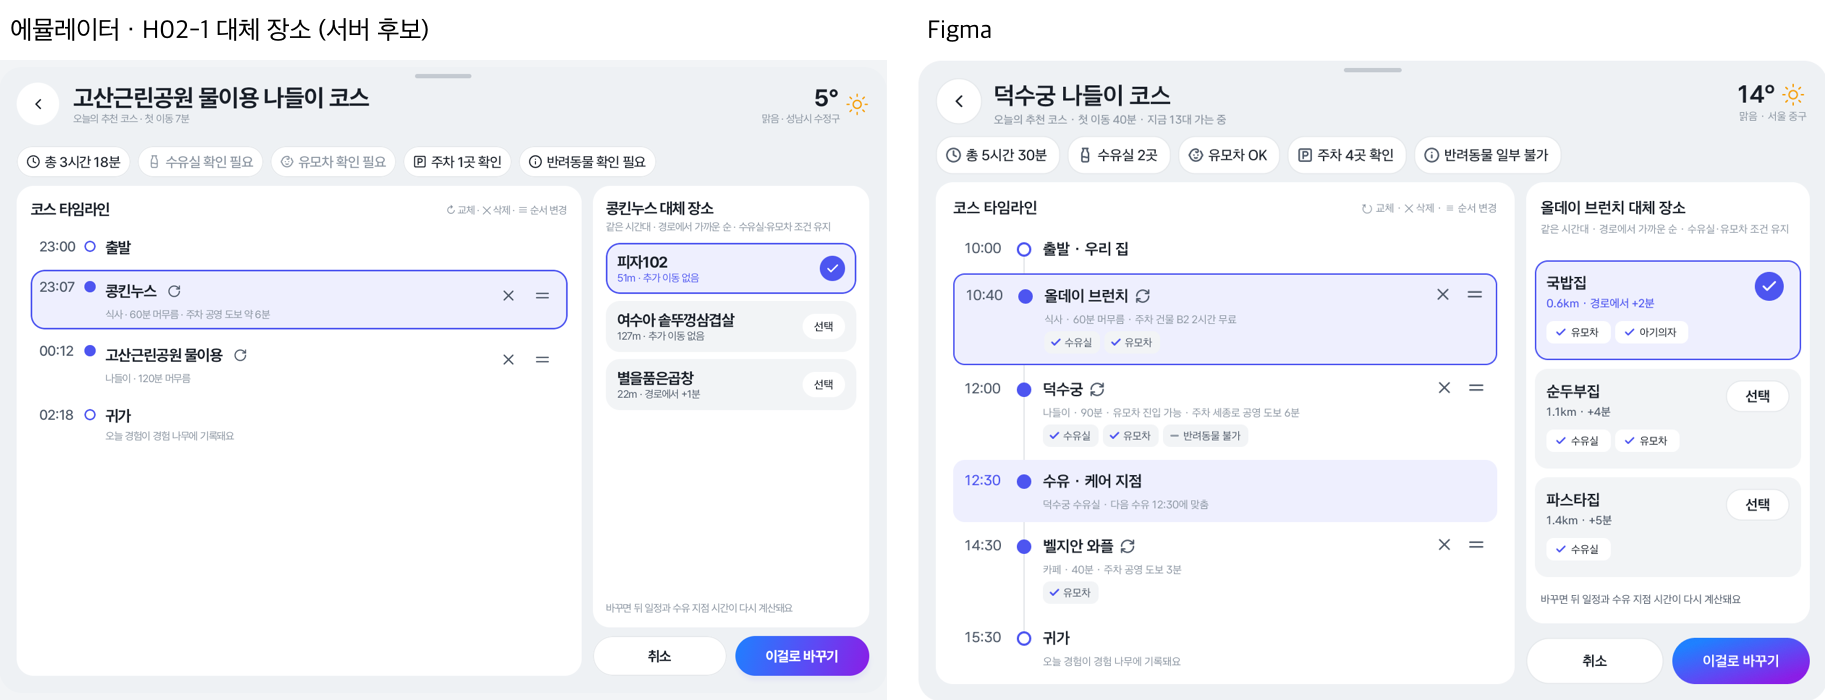 에뮬레이터 · H02-1 대체 장소 (서버 후보)
고산근린공원 물이용 나들이 코스
오늘의 추천 코스 · 첫 이동 7분
5°
맑음 · 성남시 수정구
총 3시간 18분
수유실 확인 필요
유모차 확인 필요
주차 1곳 확인
반려동물 확인 필요
코스 타임라인
교체 · 삭제 · 순서 변경
23:00 출발
23:07 콩킨누스
식사 · 60분 머무름 · 주차 공영 도보 약 6분
00:12 고산근린공원 물이용
나들이 · 120분 머무름
02:18 귀가
오늘 경험이 경험 나무에 기록돼요
콩킨누스 대체 장소
같은 시간대 · 경로에서 가까운 순 · 수유실·유모차 조건 유지
피자102
51m · 추가 이동 없음
여수아 솥뚜껑삼겹살
127m · 추가 이동 없음
선택
별을품은곱창
22m · 경로에서 +1분
선택
바꾸면 뒤 일정과 수유 지점 시간이 다시 계산돼요
취소
이걸로 바꾸기
Figma
덕수궁 나들이 코스
오늘의 추천 코스 · 첫 이동 40분 · 지금 13대 가는 중
14°
맑음 · 서울 중구
총 5시간 30분
수유실 2곳
유모차 OK
주차 4곳 확인
반려동물 일부 불가
코스 타임라인
교체 · 삭제 · 순서 변경
10:00 출발 · 우리 집
10:40 올데이 브런치
식사 · 60분 머무름 · 주차 건물 B2 2시간 무료
수유실 유모차
12:00 덕수궁
나들이 · 90분 · 유모차 진입 가능 · 주차 세종로 공영 도보 6분
수유실 유모차 반려동물 불가
12:30 수유 · 케어 지점
덕수궁 수유실 · 다음 수유 12:30에 맞춤
14:30 벨지안 와플
카페 · 40분 · 주차 공영 도보 3분
유모차
15:30 귀가
오늘 경험이 경험 나무에 기록돼요
올데이 브런치 대체 장소
같은 시간대 · 경로에서 가까운 순 · 수유실·유모차 조건 유지
국밥집
0.6km · 경로에서 +2분
유모차 아기의자
순두부집
1.1km · +4분
선택
수유실 유모차
파스타집
1.4km · +5분
선택
수유실
바꾸면 뒤 일정과 수유 지점 시간이 다시 계산돼요
취소
이걸로 바꾸기